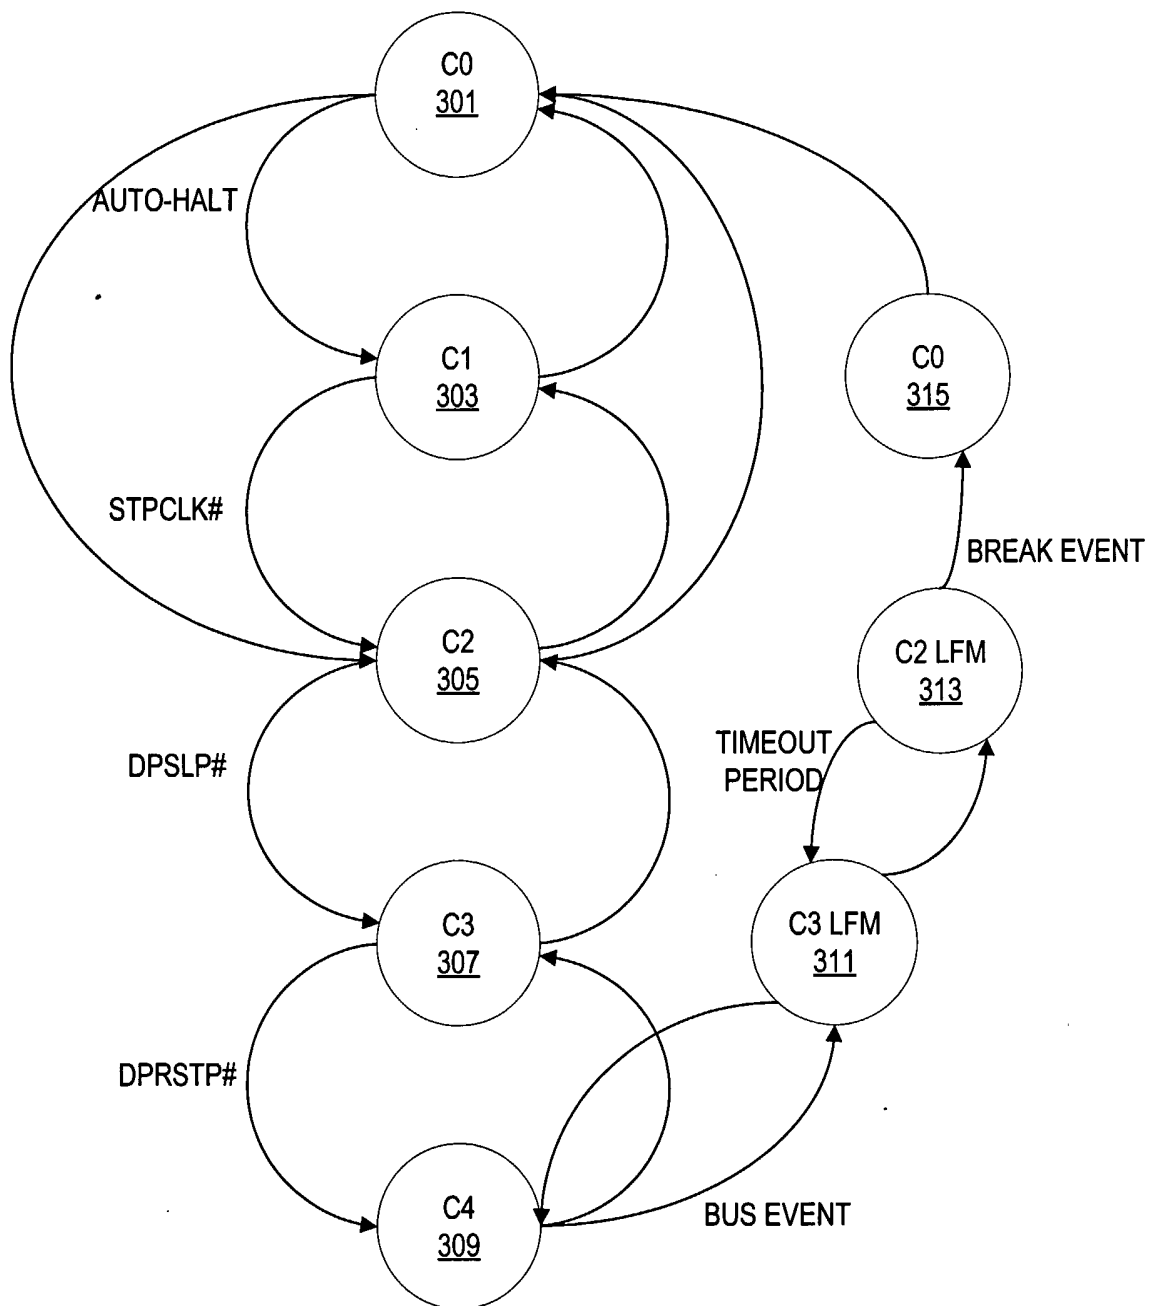 C0
301
AUTO-HALT
C1
303
C0
315
STPCLK#
BREAK EVENT
C2
305
C2 LFM
313
DPSLP#
TIMEOUT
PERIOD
C3
307
C3 LFM
311
DPRSTP#
C4
309
BUS EVENT